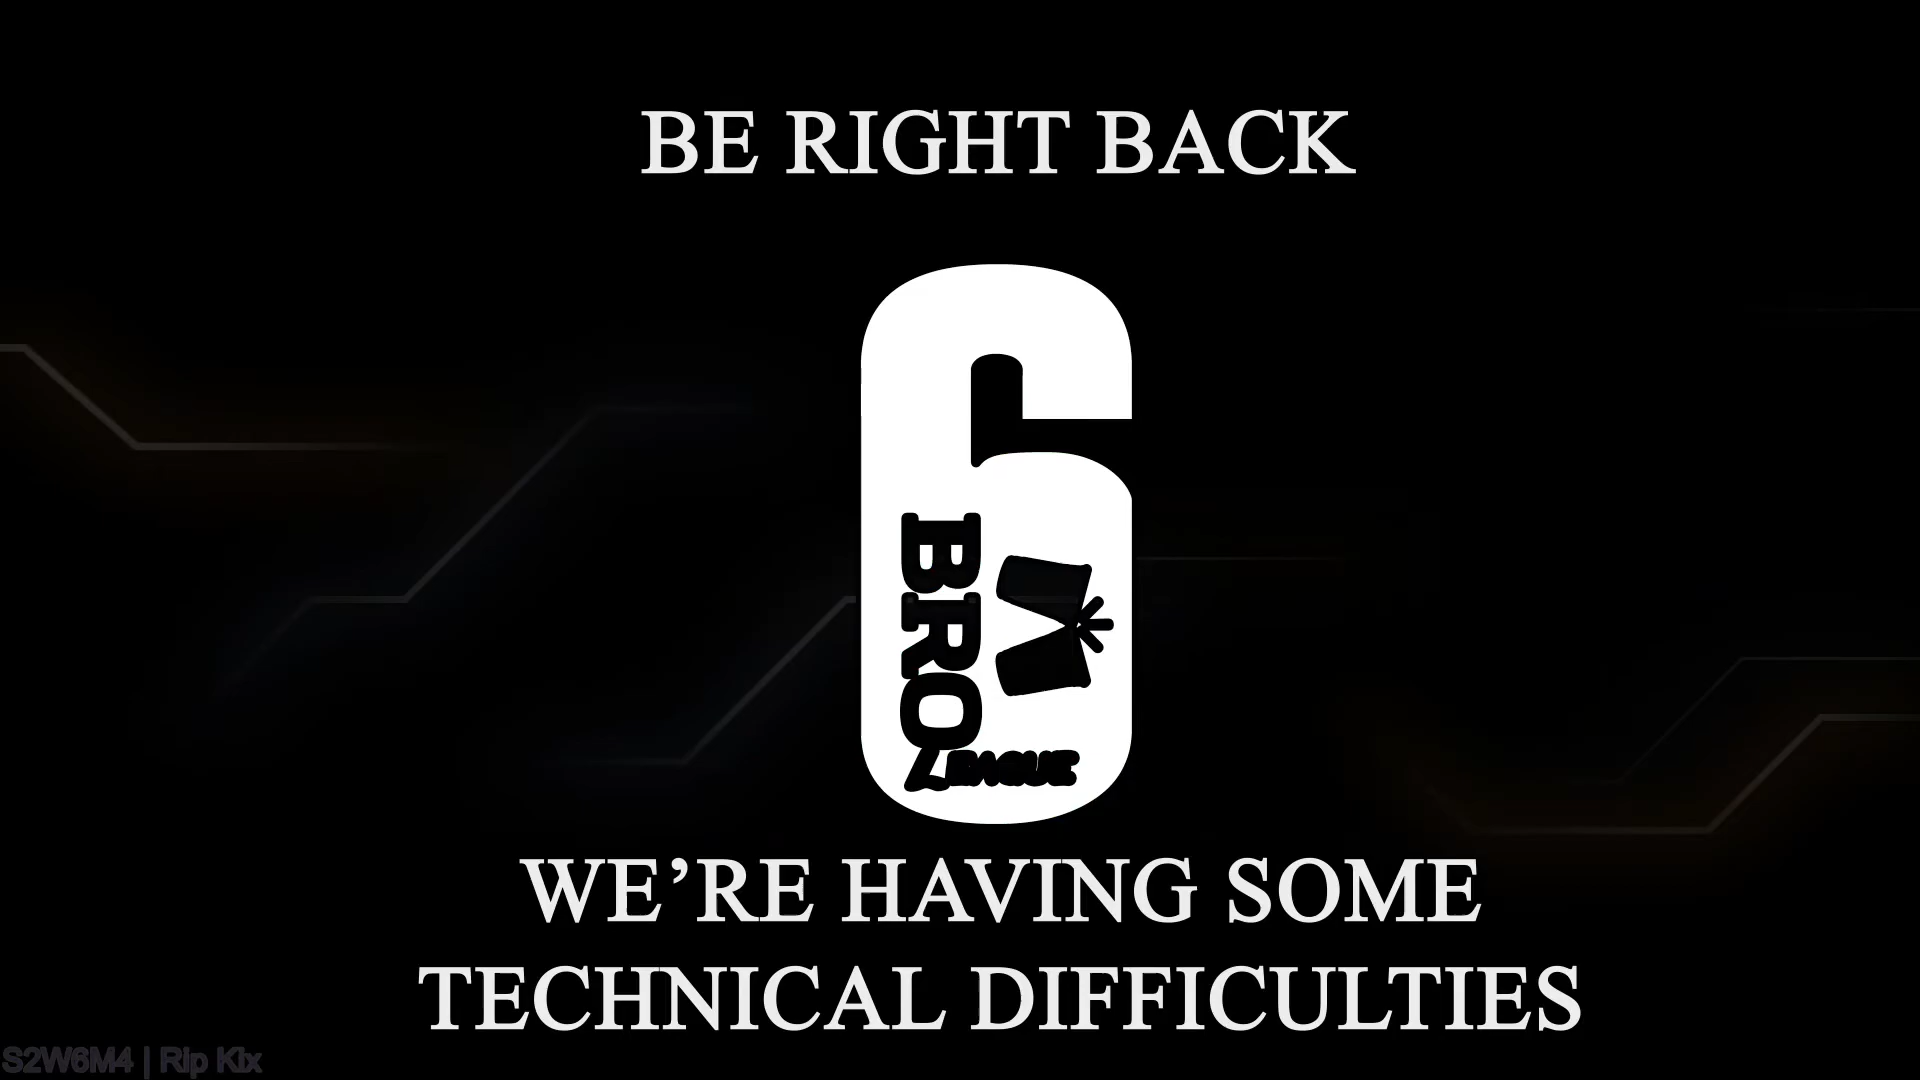 BE RIGHT BACK
BRO
LEAGUE
WE’RE HAVING SOME
TECHNICAL DIFFICULTIES
S2W6M4 | Rip Kix